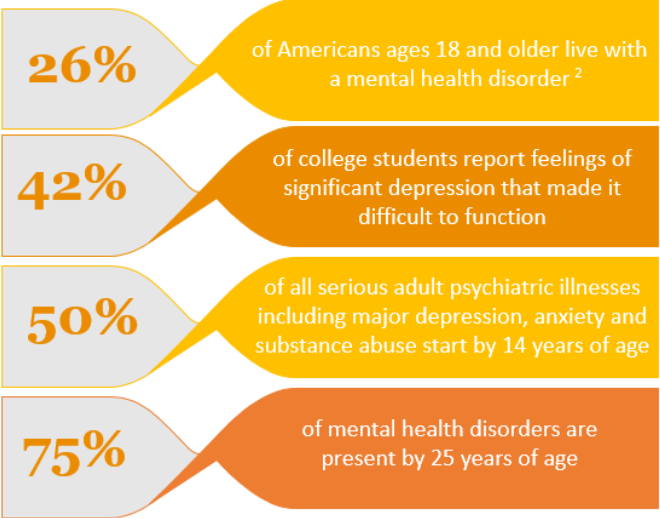 26%
of Americans ages 18 and older live with
a mental health disorder 2
42%
of college students report feelings of
significant depression that made it
difficult to function
50%
of all serious adult psychiatric illnesses
including major depression, anxiety and
substance abuse start by 14 years of age
75%
of mental health disorders are
present by 25 years of age